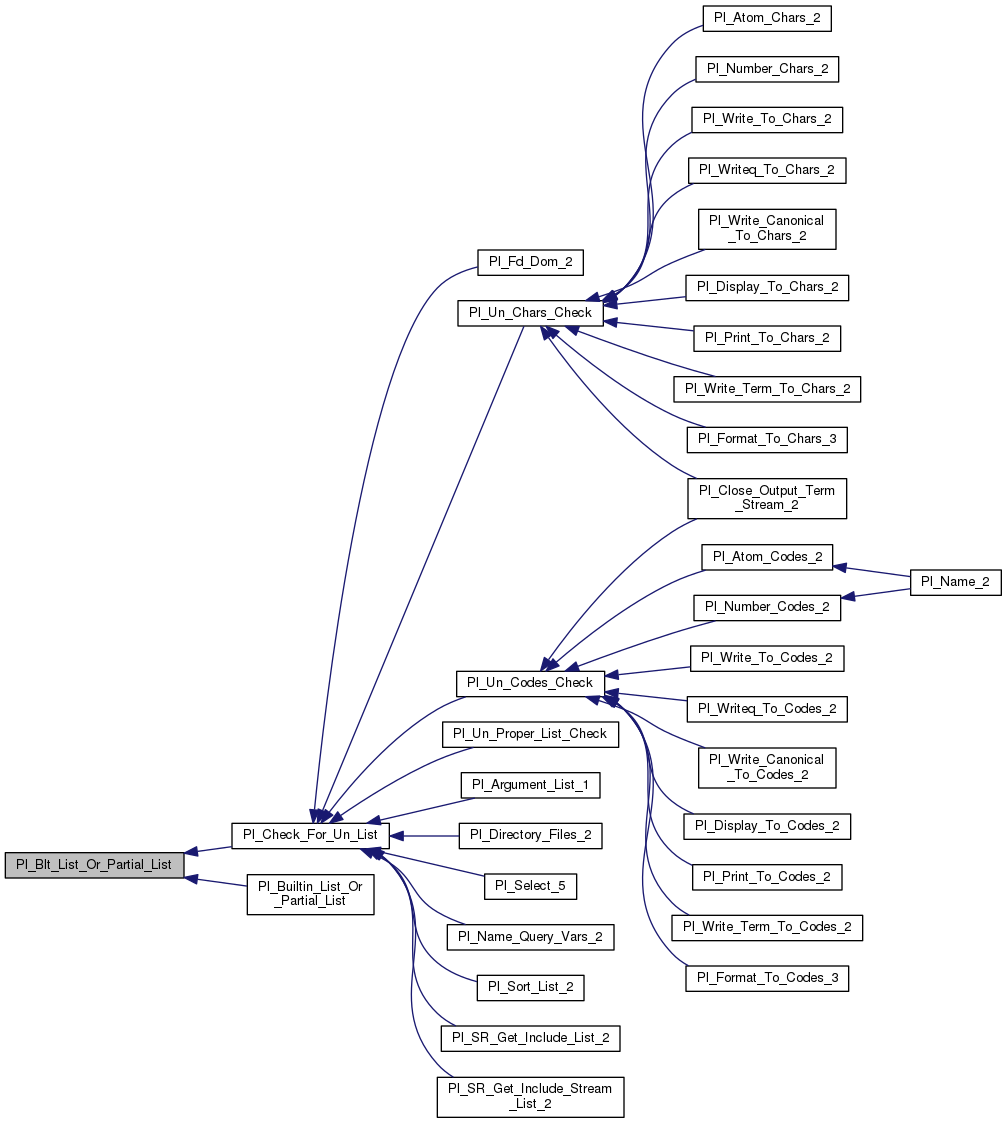 Pl_Atom_Chars_2
Pl_Number_Chars_2
Pl_Write_To_Chars_2
Pl_Writeq_To_Chars_2
Pl_Write_Canonical
_To_Chars_2
Pl_Fd_Dom_2
Pl_Display_To_Chars_2
Pl_Un_Chars_Check
Pl_Print_To_Chars_2
Pl_Write_Term_To_Chars_2
Pl_Format_To_Chars_3
Pl_Close_Output_Term
_Stream_2
Pl_Atom_Codes_2
Pl_Name_2
Pl_Number_Codes_2
Pl_Write_To_Codes_2
Pl_Un_Codes_Check
Pl_Writeq_To_Codes_2
Pl_Un_Proper_List_Check
Pl_Write_Canonical
_To_Codes_2
Pl_Argument_List_1
Pl_Display_To_Codes_2
Pl_Check_For_Un_List
Pl_Directory_Files_2
Pl_Blt_List_Or_Partial_List
Pl_Print_To_Codes_2
Pl_Select_5
Pl_Builtin_List_Or
_Partial_List
Pl_Write_Term_To_Codes_2
Pl_Name_Query_Vars_2
Pl_Format_To_Codes_3
Pl_Sort_List_2
Pl_SR_Get_Include_List_2
Pl_SR_Get_Include_Stream
_List_2